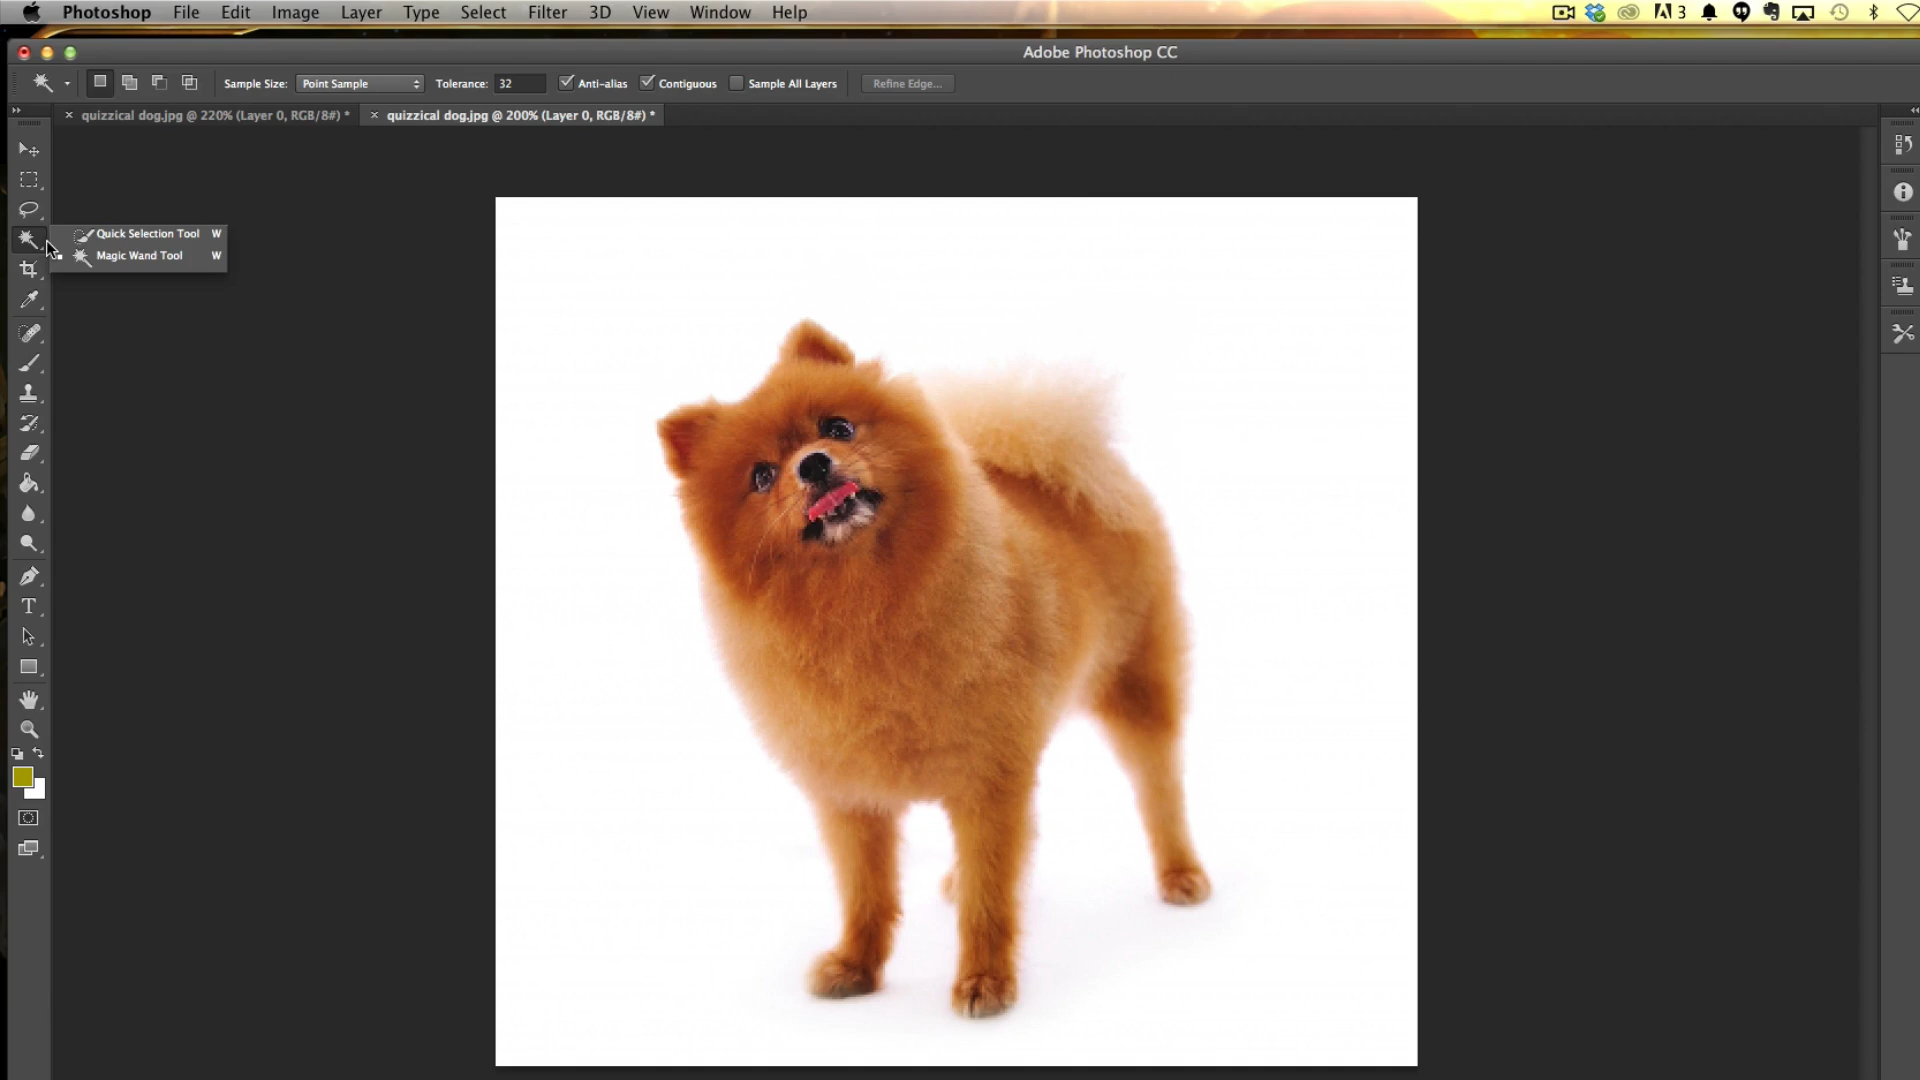 Photoshop File Edit Image Layer Type Select Filter 3D View Window Help 3
Adobe Photoshop CC
Sample Size: Point Sample Tolerance: 32 Anti-alias Contiguous Sample All Layers Refine Edge...
quizzical dog.jpg @ 220% (Layer 0, RGB/8#) * quizzical dog.jpg @ 200% (Layer 0, RGB/8#) *
Quick Selection Tool W
Magic Wand Tool W